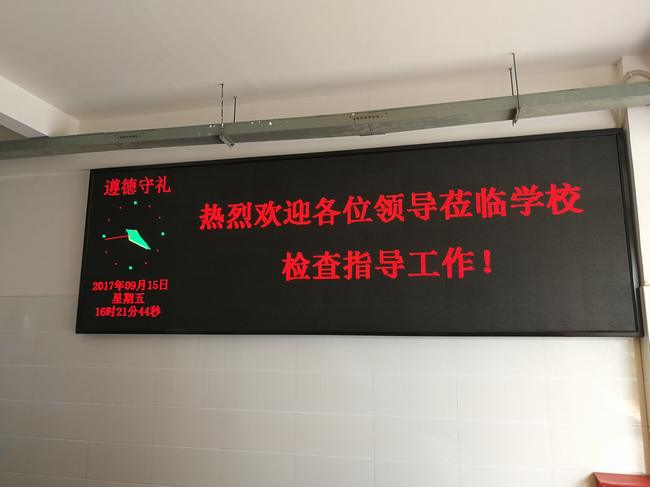 遵德守礼
2017年09月15日
星期五
16时21分44秒
热烈欢迎各位领导莅临学校
检查指导工作！